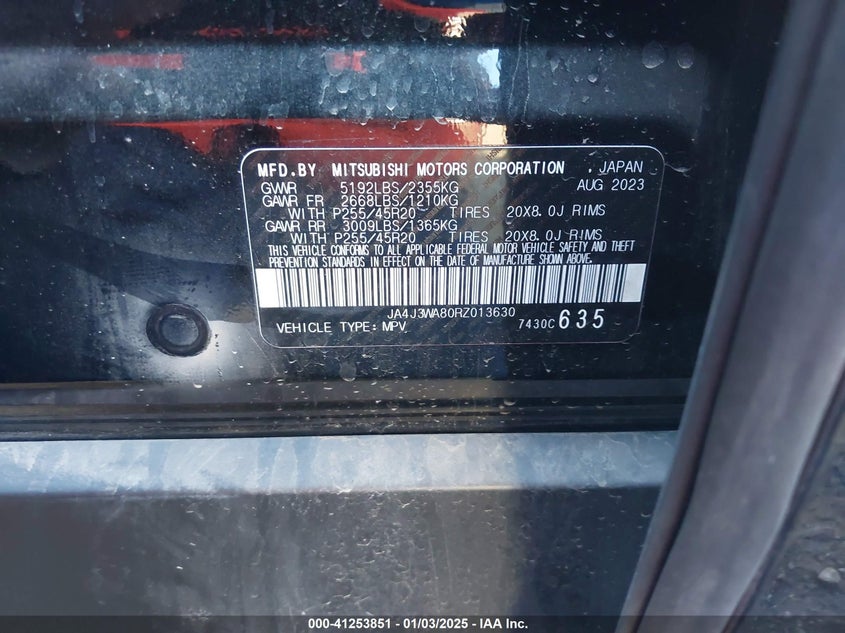 MFD.BY MITSUBISHI MOTORS CORPORATION JAPAN
GVWR 5192LBS/2355KG AUG 2023
GAWR FR 2668LBS/1210KG
WITH P255/45R20 TIRES 20X8.0J RIMS
GAWR RR 3009LBS/1365KG
WITH P255/45R20 TIRES 20X8.0J RIMS
THIS VEHICLE CONFORMS TO ALL APPLICABLE FEDERAL MOTOR VEHICLE SAFETY AND THEFT
PREVENTION STANDARDS IN EFFECT ON THE DATE OF MANUFACTURE SHOWN ABOVE.
JA4J3WA80RZ013630
VEHICLE TYPE:MPV 7430C 635
000-41253851 - 01/03/2025 - IAA Inc.